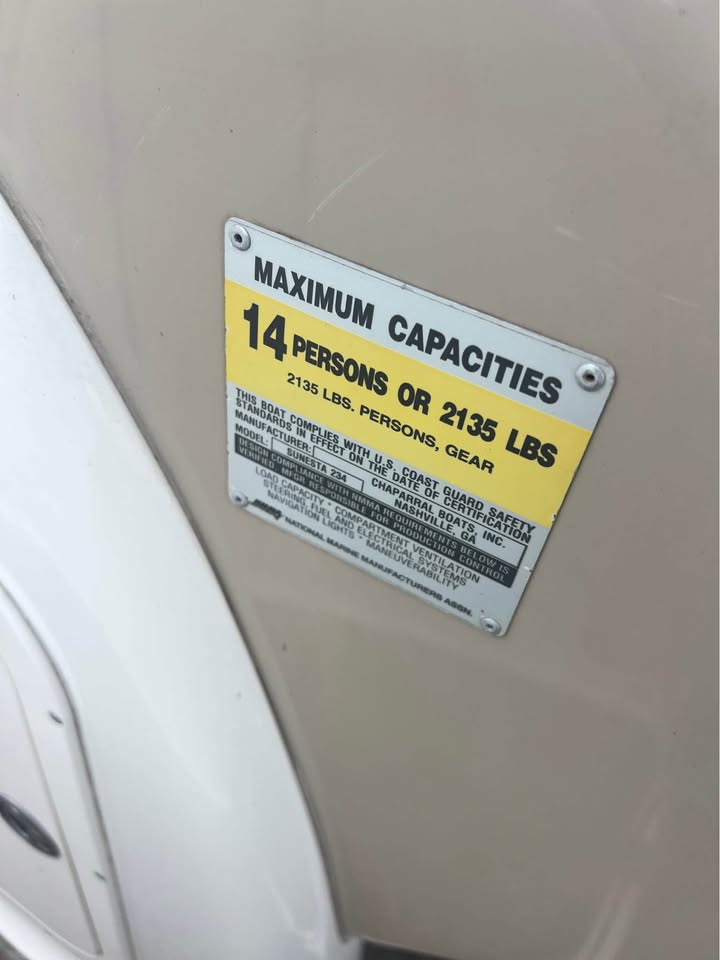 MAXIMUM CAPACITIES
14 PERSONS OR 2135 LBS
2135 LBS. PERSONS, GEAR
THIS BOAT COMPLIES WITH U.S. COAST GUARD SAFETY
STANDARDS IN EFFECT ON THE DATE OF CERTIFICATION
MANUFACTURER: CHAPARRAL BOATS, INC.
MODEL: SUNESTA 234 NASHVILLE, GA
DESIGN COMPLIANCE WITH NMMA REQUIREMENTS BELOW IS
VERIFIED. MFGR RESPONSIBLE FOR PRODUCTION CONTROL
LOAD CAPACITY • COMPARTMENT VENTILATION
STEERING, FUEL AND ELECTRICAL SYSTEMS
NAVIGATION LIGHTS • MANEUVERABILITY
NATIONAL MARINE MANUFACTURERS ASSN.